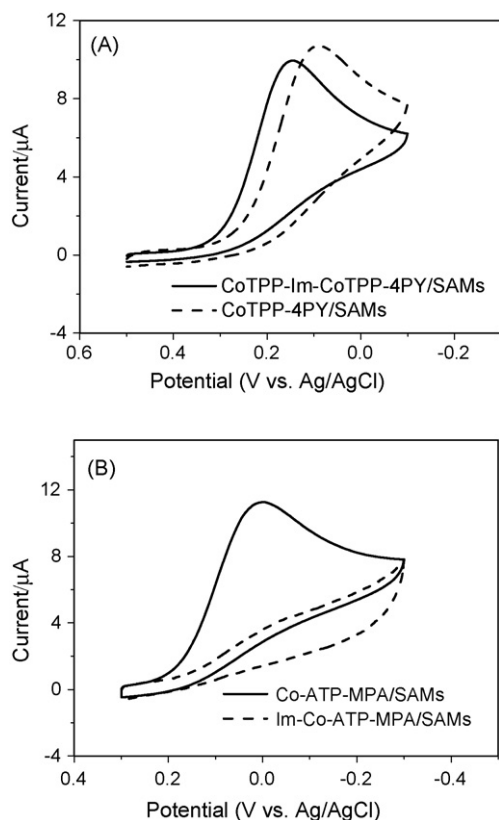 (A)
12
8
4
0
-4
Current/μA
CoTPP-Im-CoTPP-4PY/SAMs
CoTPP-4PY/SAMs
0.6 0.4 0.2 0.0 -0.2
Potential (V vs. Ag/AgCl)
(B)
12
8
4
0
-4
Current/μA
Co-ATP-MPA/SAMs
Im-Co-ATP-MPA/SAMs
0.4 0.2 0.0 -0.2 -0.4
Potential (V vs. Ag/AgCl)